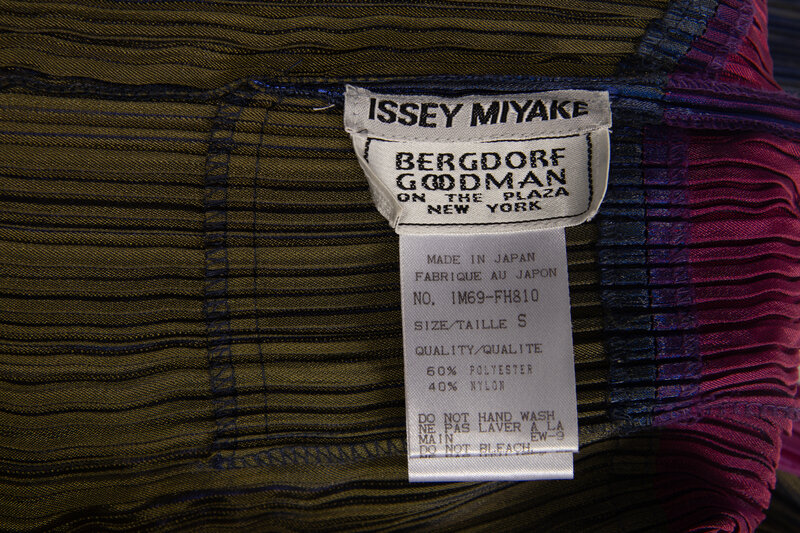 ISSEY MIYAKE
BERGDORF
GOODMAN
ON THE PLAZA
NEW YORK
MADE IN JAPAN
FABRIQUE AU JAPON
NO. IM69-FH810
SIZE/TAILLE S
QUALITY/QUALITE
60% POLYESTER
40% NYLON
DO NOT HAND WASH
NE PAS LAVER A LA
MAIN EW-9
DO NOT BLEACH.